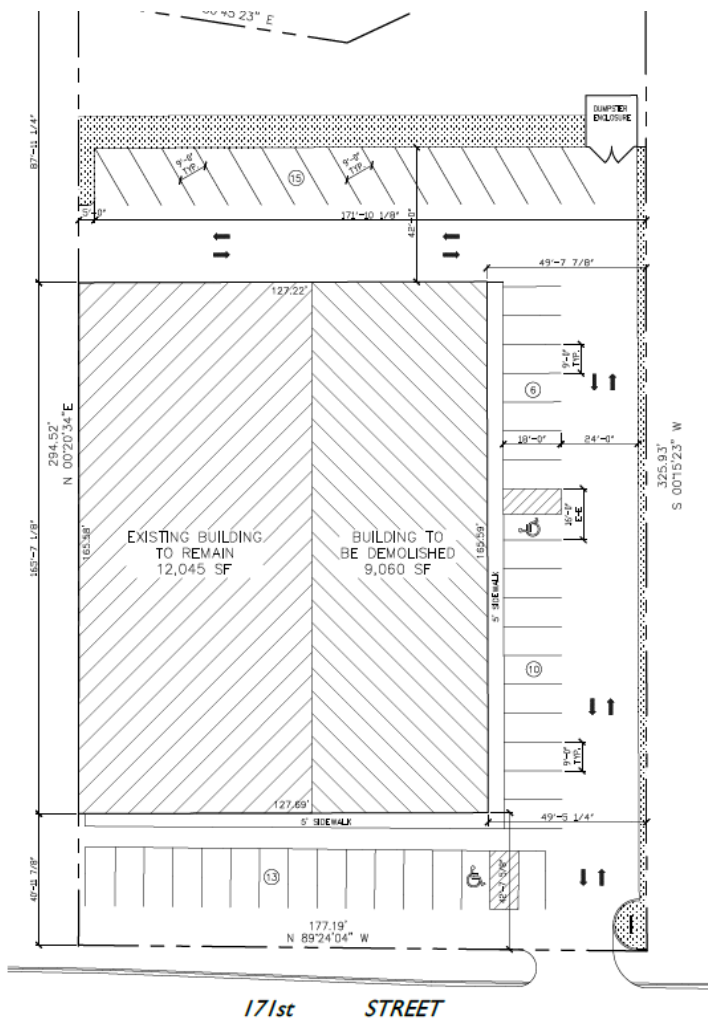 45'23" E
DUMPSTER
ENCLOSURE
87'-11 1/4"
9'-0"
TYP.
15
9'-0"
TYP.
5'-0"
171'-10 1/8"
42'-0"
49'-7 7/8"
127.22'
9'-0"
TYP.
6
294.52'
N 00°20'34"E
18'-0"
24'-0"
325.93'
S 00°15'23" W
16'-0"
E-E
165'-7 1/8"
165.58'
EXISTING BUILDING
TO REMAIN
12,045 SF
BUILDING TO
BE DEMOLISHED
9,060 SF
165.59'
5' SIDEWALK
10
9'-0"
TYP.
127.69'
5' SIDEWALK
49'-5 1/4"
40'-11 7/8"
13
42'-7 5/8"
177.19'
N 89°24'04" W
171st STREET